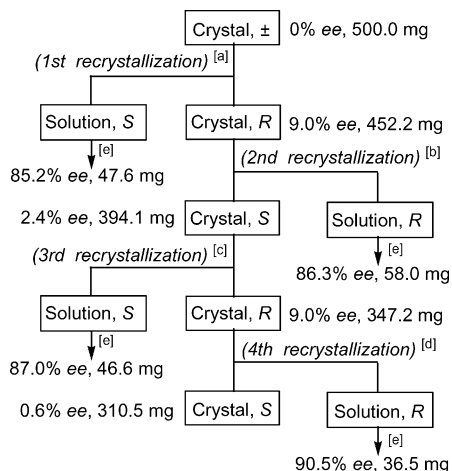 Crystal, ± 0% ee, 500.0 mg
(1st recrystallization) [a]
Solution, S Crystal, R 9.0% ee, 452.2 mg
[e] (2nd recrystallization) [b]
85.2% ee, 47.6 mg
2.4% ee, 394.1 mg Crystal, S Solution, R
(3rd recrystallization) [c] [e]
86.3% ee, 58.0 mg
Solution, S Crystal, R 9.0% ee, 347.2 mg
[e] (4th recrystallization) [d]
87.0% ee, 46.6 mg
0.6% ee, 310.5 mg Crystal, S Solution, R
[e]
90.5% ee, 36.5 mg